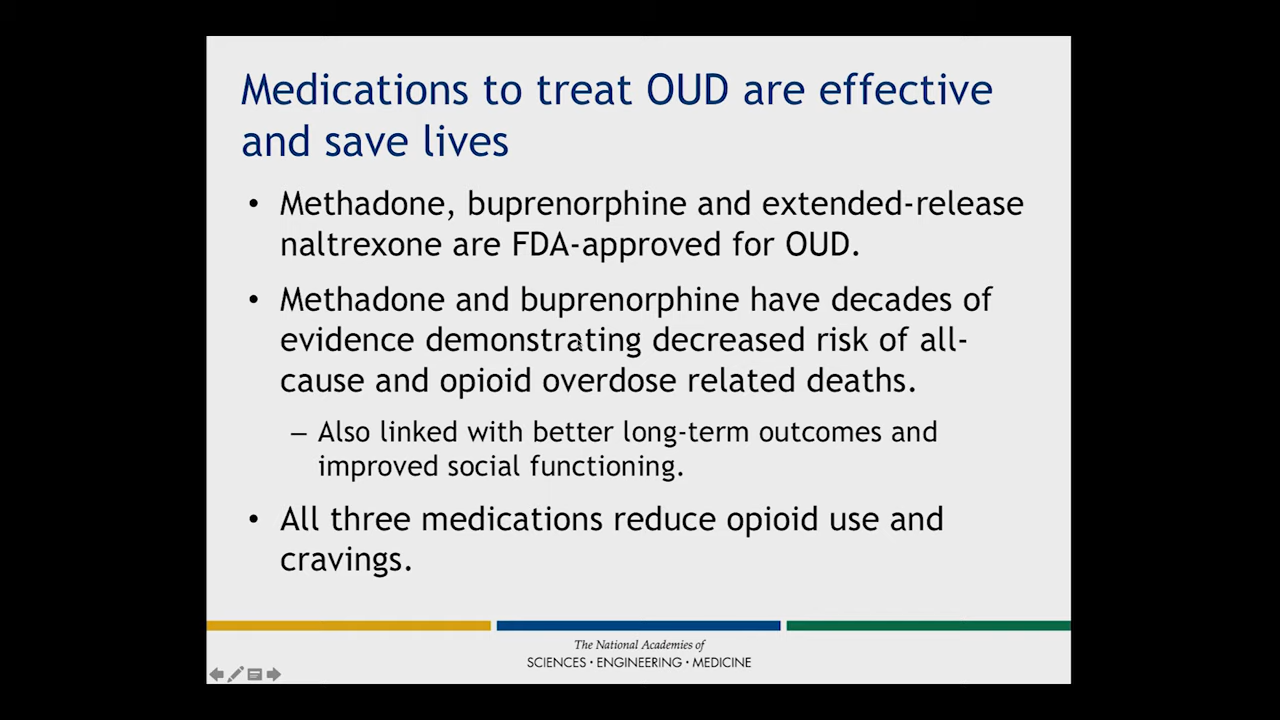 Medications to treat OUD are effective
and save lives
• Methadone, buprenorphine and extended-release
naltrexone are FDA-approved for OUD.
• Methadone and buprenorphine have decades of
evidence demonstrating decreased risk of all-
cause and opioid overdose related deaths.
– Also linked with better long-term outcomes and
improved social functioning.
• All three medications reduce opioid use and
cravings.
The National Academies of
SCIENCES · ENGINEERING · MEDICINE